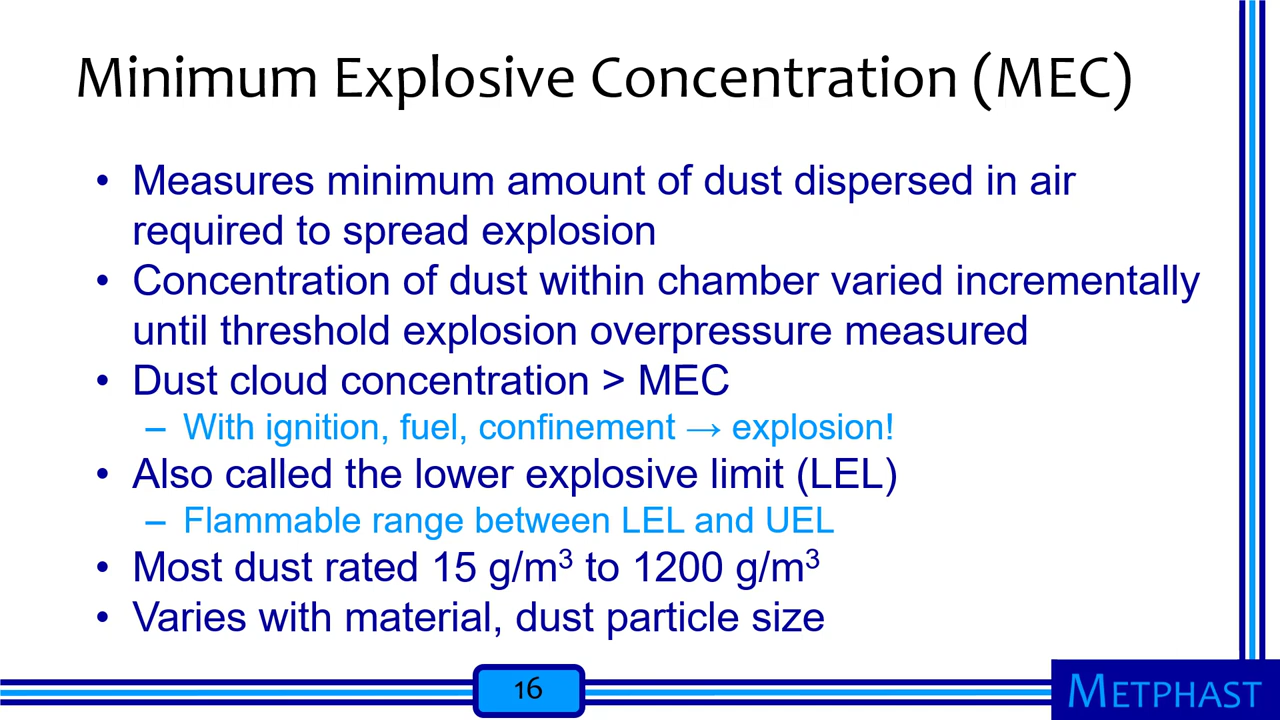 Minimum Explosive Concentration (MEC)
• Measures minimum amount of dust dispersed in air
required to spread explosion
• Concentration of dust within chamber varied incrementally
until threshold explosion overpressure measured
• Dust cloud concentration > MEC
– With ignition, fuel, confinement → explosion!
• Also called the lower explosive limit (LEL)
– Flammable range between LEL and UEL
• Most dust rated 15 g/m³ to 1200 g/m³
• Varies with material, dust particle size
16
METPHAST